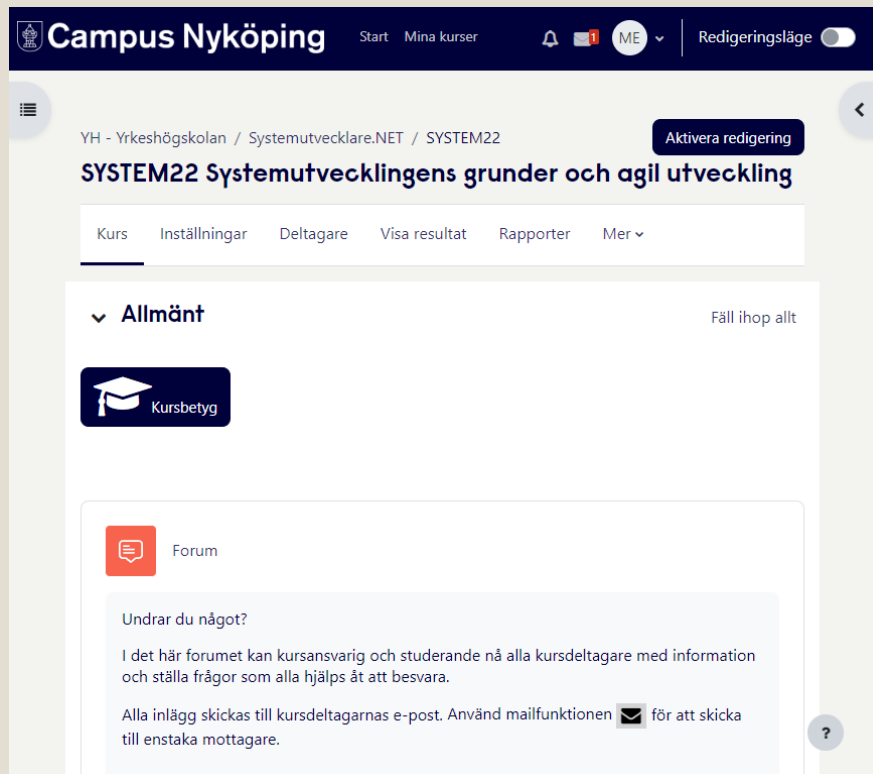 Campus Nyköping
Start Mina kurser
1
ME
Redigeringsläge
YH - Yrkeshögskolan / Systemutvecklare.NET / SYSTEM22
Aktivera redigering
SYSTEM22 Systemutvecklingens grunder och agil utveckling
Kurs Inställningar Deltagare Visa resultat Rapporter Mer
Allmänt
Fäll ihop allt
Kursbetyg
Forum
Undrar du något?
I det här forumet kan kursansvarig och studerande nå alla kursdeltagare med information
och ställa frågor som alla hjälps åt att besvara.
Alla inlägg skickas till kursdeltagarnas e-post. Använd mailfunktionen för att skicka
till enstaka mottagare.
?